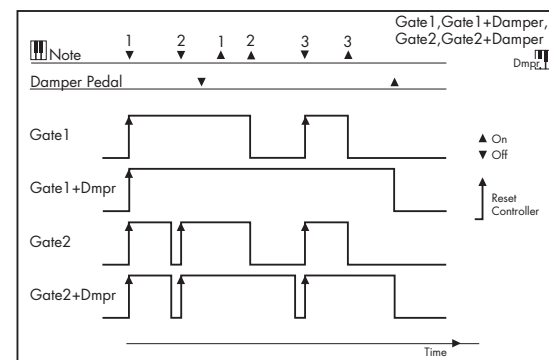 Gate1,Gate1+Damper,
Gate2,Gate2+Damper
Note 1 2 1 2 3 3
Dmpr
Damper Pedal
Gate1
On
Off
Gate1+Dmpr
Reset
Controller
Gate2
Gate2+Dmpr
Time